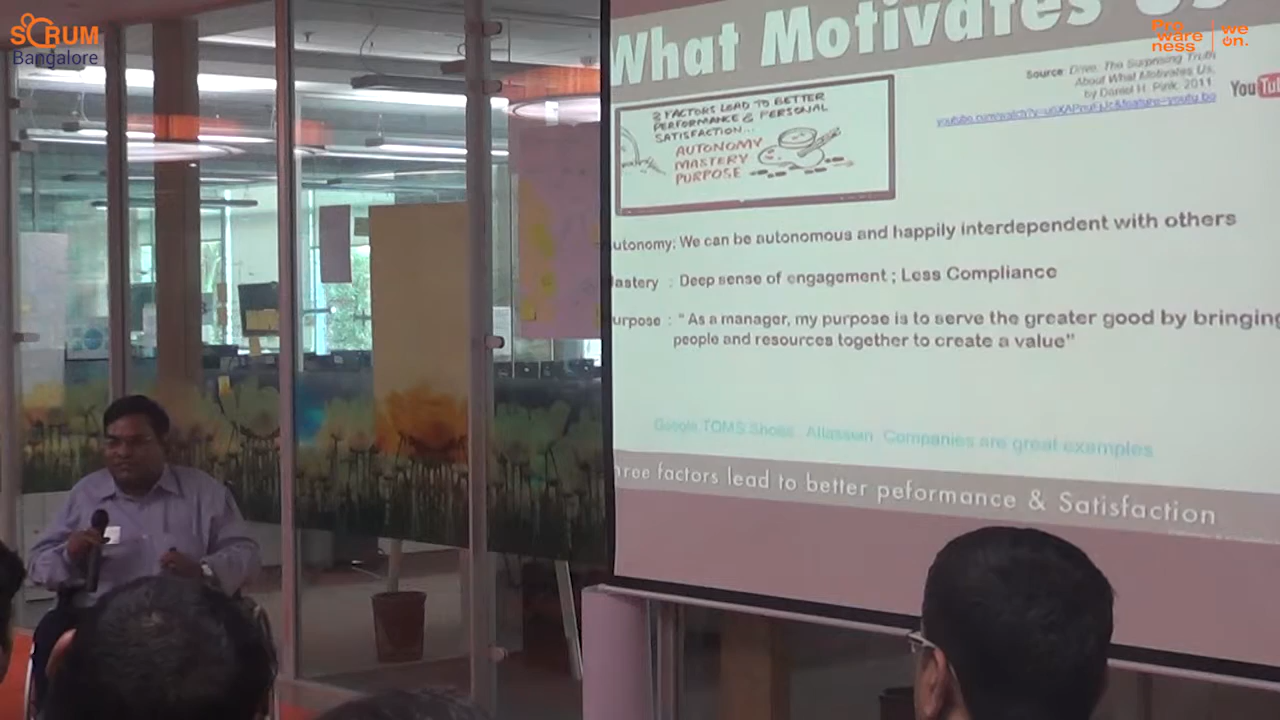 SCRUM
Bangalore
Pro
ware
ness
we
on.
What Motivates Us
Source: Drive: The Surprising Truth
About What Motivates Us,
by Daniel H. Pink, 2011
You Tu
3 FACTORS LEAD TO BETTER
PERFORMANCE & PERSONAL
SATISFACTION...
AUTONOMY
MASTERY
PURPOSE
utonomy: We can be autonomous and happily interdependent with others
astery : Deep sense of engagement ; Less Compliance
urpose : " As a manager, my purpose is to serve the greater good by bringing
people and resources together to create a value"
Google, TOMS Shoes, Atlassian Companies are great examples
hree factors lead to better peformance & Satisfaction